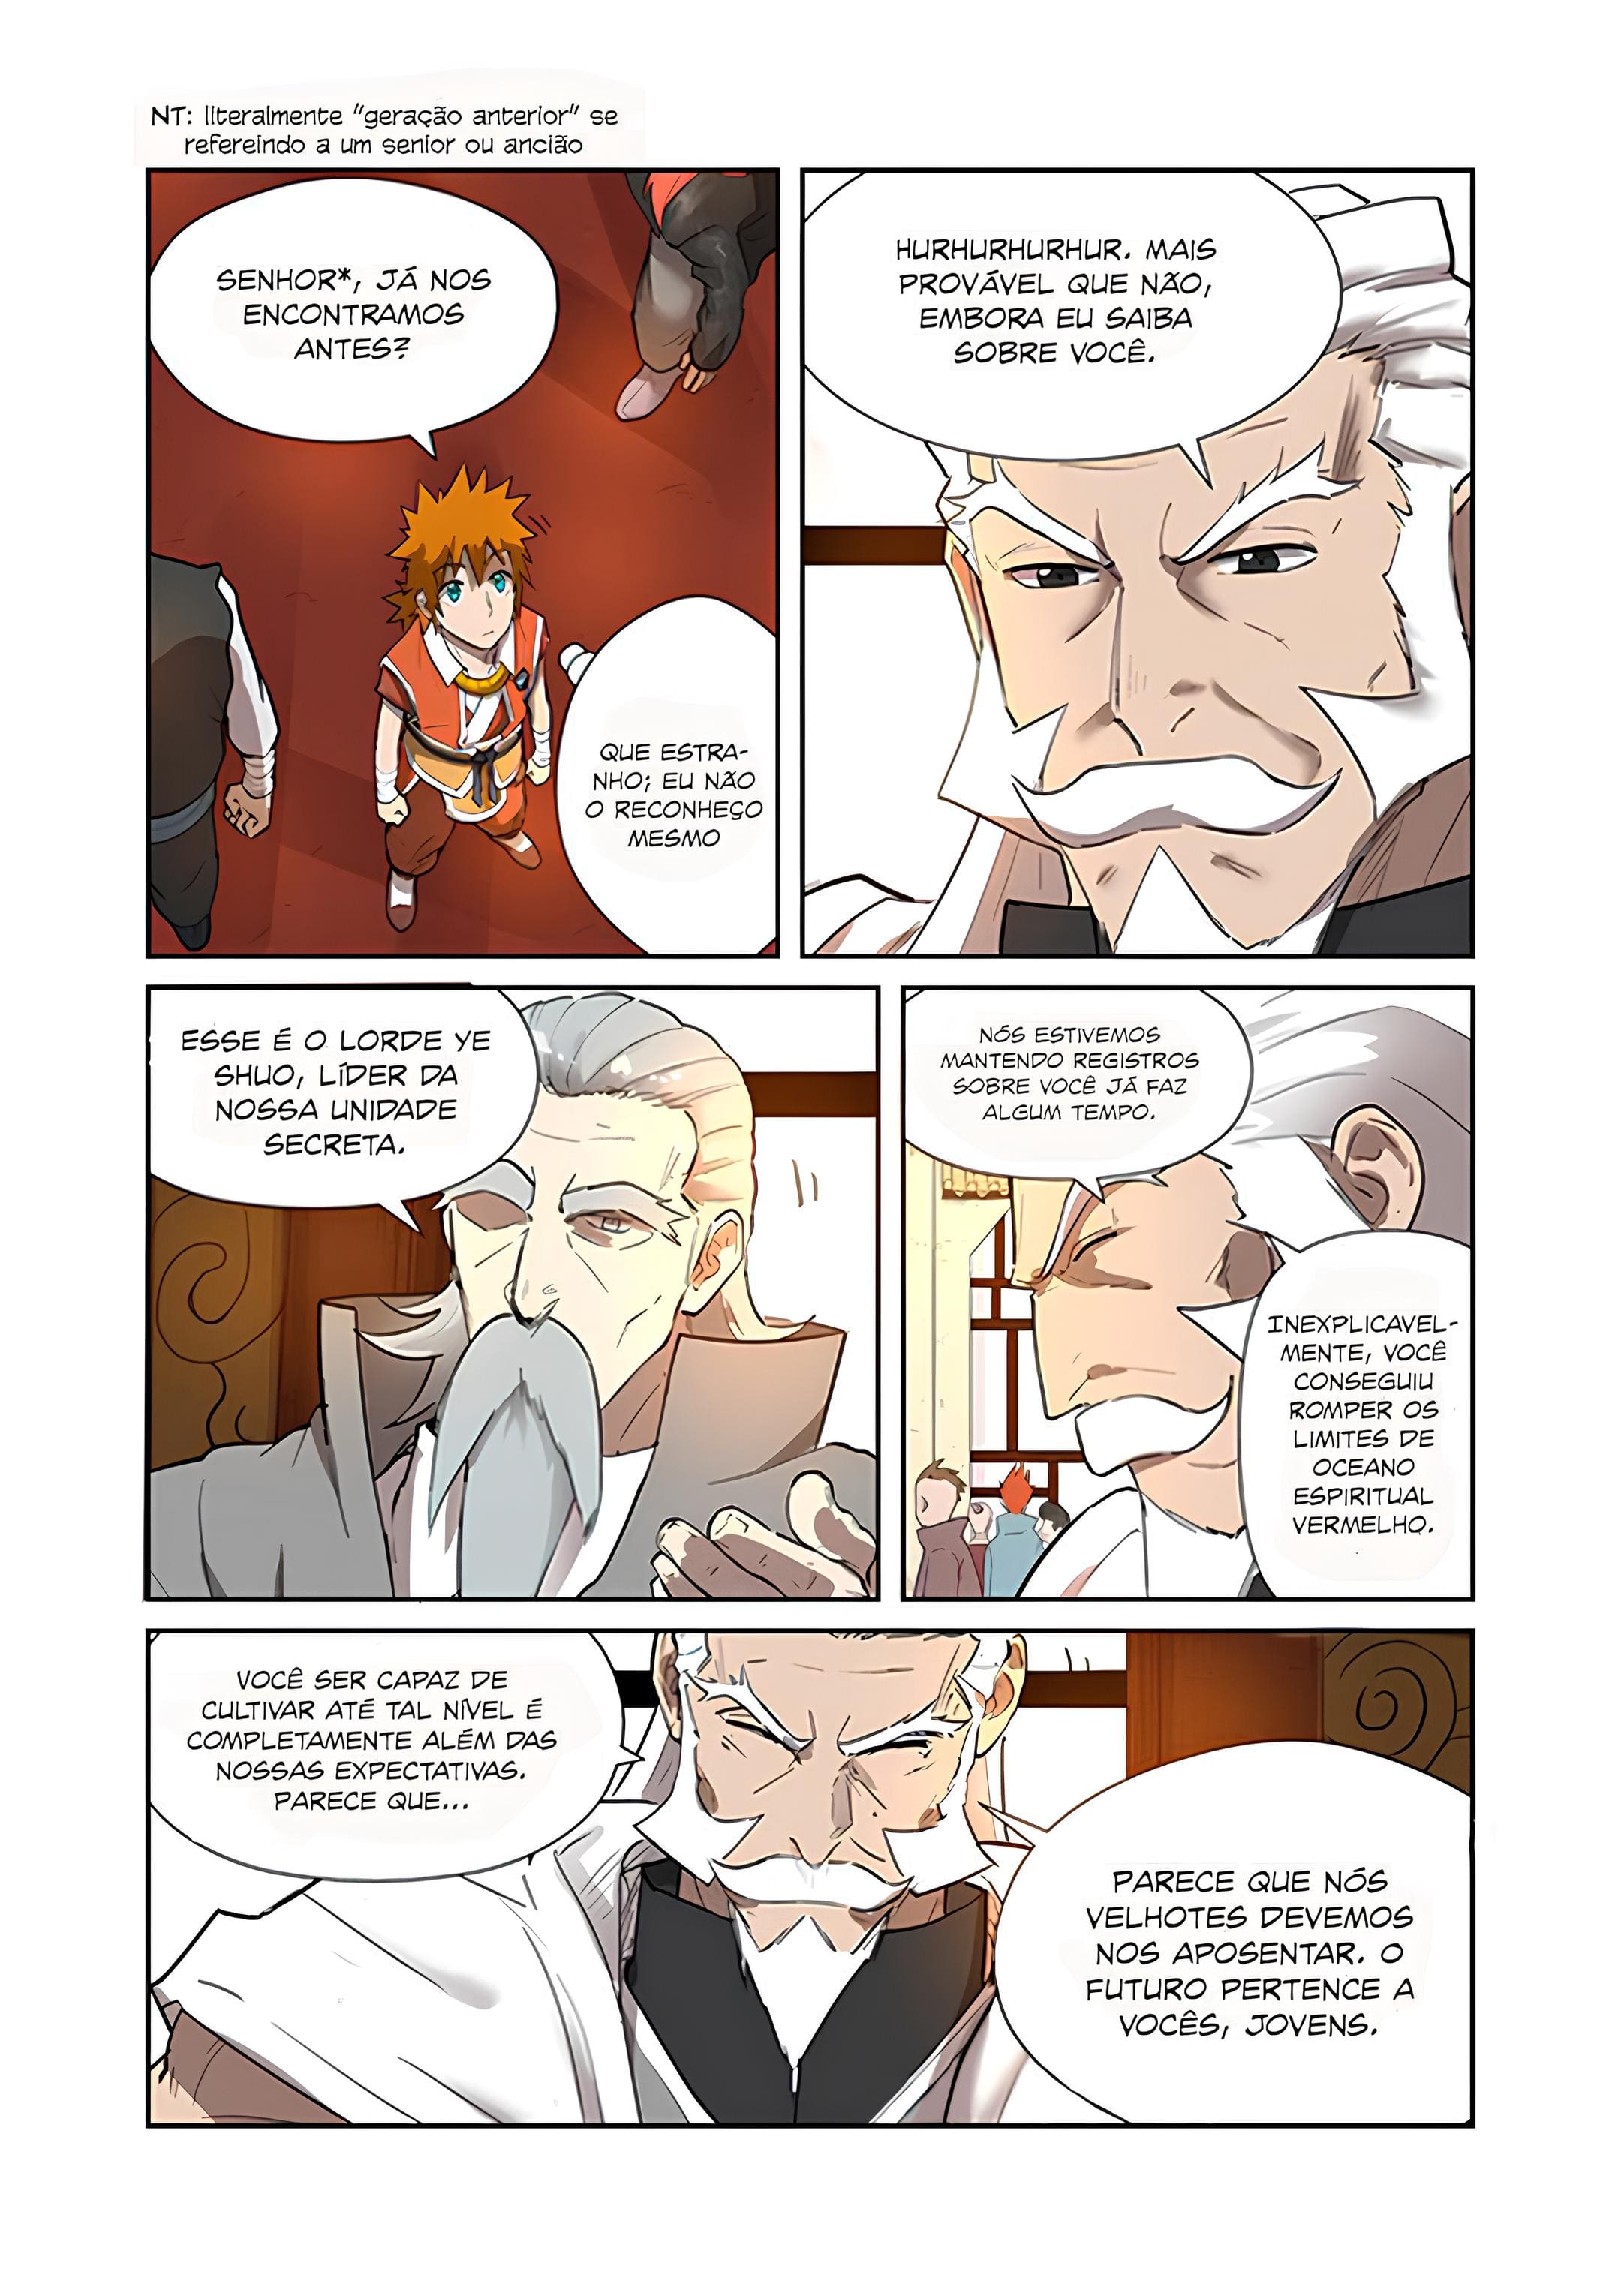 NT: literalmente "geração anterior" se
refereindo a um senior ou ancião
SENHOR*, JÁ NOS
ENCONTRAMOS
ANTES?
QUE ESTRA-
NHO; EU NÃO
O RECONHEÇO
MESMO
HURHURHURHUR. MAIS
PROVÁVEL QUE NÃO,
EMBORA EU SAIBA
SOBRE VOCÊ.
ESSE É O LORDE YE
SHUO, LÍDER DA
NOSSA UNIDADE
SECRETA.
NÓS ESTIVEMOS
MANTENDO REGISTROS
SOBRE VOCÊ JÁ FAZ
ALGUM TEMPO.
INEXPLICAVEL-
MENTE, VOCÊ
CONSEGUIU
ROMPER OS
LIMITES DE
OCEANO
ESPIRITUAL
VERMELHO.
VOCÊ SER CAPAZ DE
CULTIVAR ATÉ TAL NÍVEL É
COMPLETAMENTE ALÉM DAS
NOSSAS EXPECTATIVAS.
PARECE QUE...
PARECE QUE NÓS
VELHOTES DEVEMOS
NOS APOSENTAR. O
FUTURO PERTENCE A
VOCÊS, JOVENS.